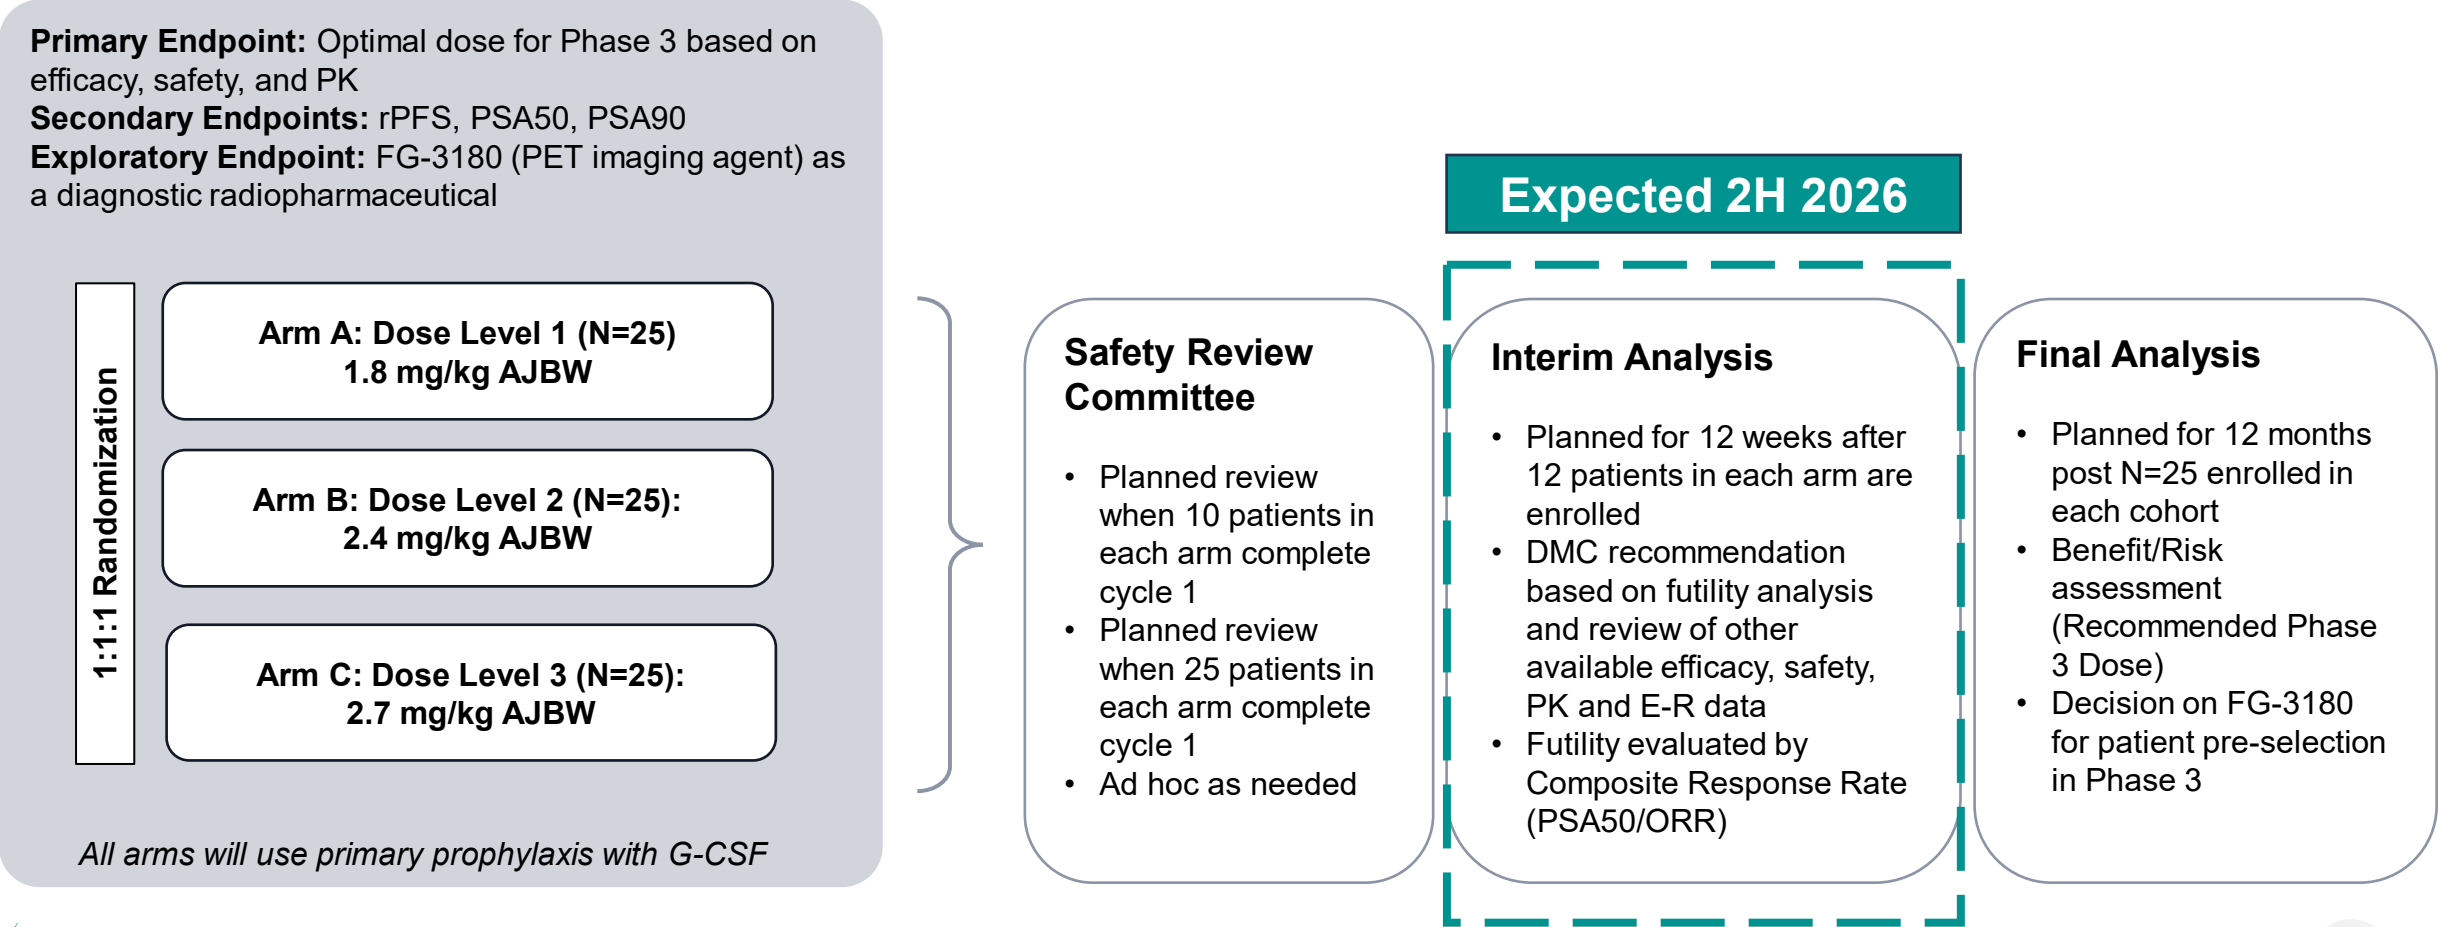 Primary Endpoint: Optimal dose for Phase 3 based on
efficacy, safety, and PK
Secondary Endpoints: rPFS, PSA50, PSA90
Exploratory Endpoint: FG-3180 (PET imaging agent) as
a diagnostic radiopharmaceutical
1:1:1 Randomization
Arm A: Dose Level 1 (N=25)
1.8 mg/kg AJBW
Arm B: Dose Level 2 (N=25):
2.4 mg/kg AJBW
Arm C: Dose Level 3 (N=25):
2.7 mg/kg AJBW
All arms will use primary prophylaxis with G-CSF
Safety Review
Committee
• Planned review
when 10 patients in
each arm complete
cycle 1
• Planned review
when 25 patients in
each arm complete
cycle 1
• Ad hoc as needed
Expected 2H 2026
Interim Analysis
• Planned for 12 weeks after
12 patients in each arm are
enrolled
• DMC recommendation
based on futility analysis
and review of other
available efficacy, safety,
PK and E-R data
• Futility evaluated by
Composite Response Rate
(PSA50/ORR)
Final Analysis
• Planned for 12 months
post N=25 enrolled in
each cohort
• Benefit/Risk
assessment
(Recommended Phase
3 Dose)
• Decision on FG-3180
for patient pre-selection
in Phase 3